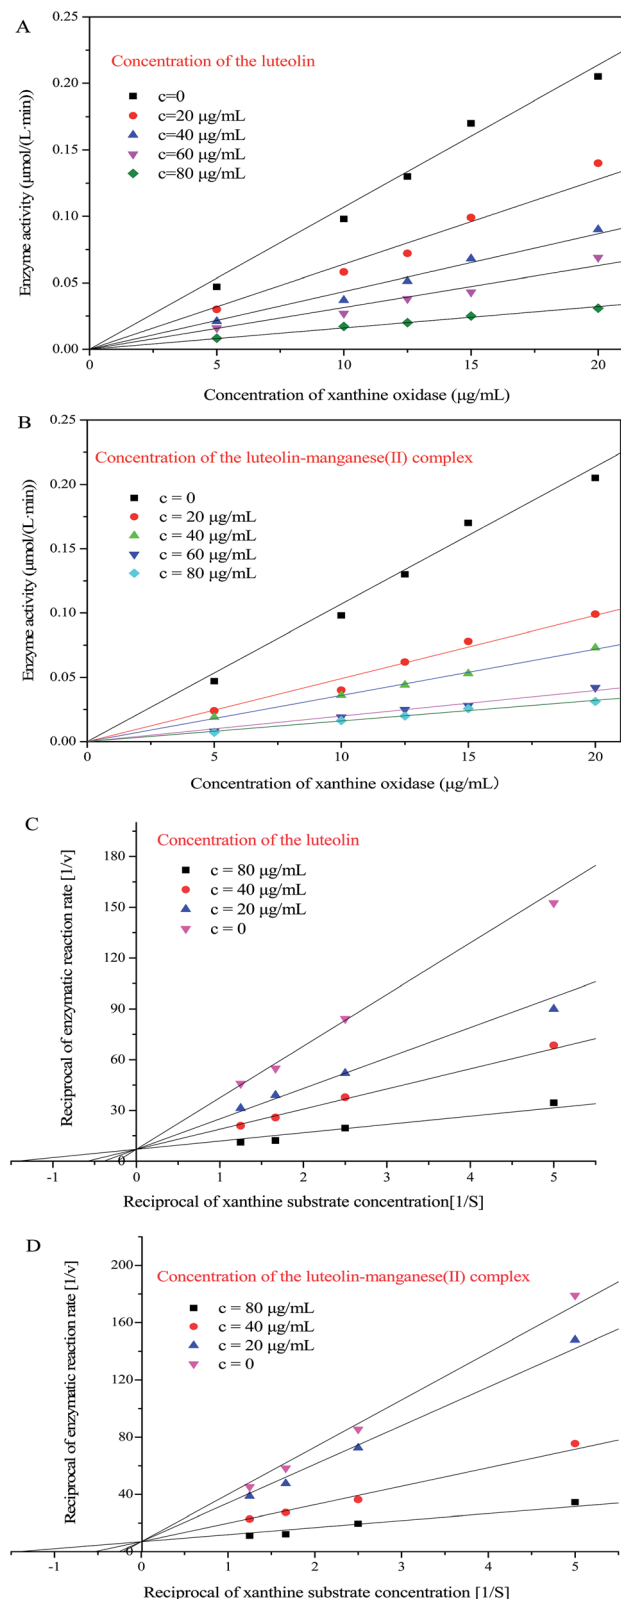 A
0.25
Concentration of the luteolin
0.20
c=0
c=20 μg/mL
c=40 μg/mL
c=60 μg/mL
c=80 μg/mL
0.15
0.10
0.05
0.00
Enzyme activity (μmol/(L·min))
0 5 10 15 20
Concentration of xanthine oxidase (μg/mL)
B
0.25
Concentration of the luteolin-manganese(II) complex
0.20
c = 0
c = 20 μg/mL
c = 40 μg/mL
c = 60 μg/mL
c = 80 μg/mL
0.15
0.10
0.05
0.00
Enzyme activity (μmol/(L·min))
0 5 10 15 20
Concentration of xanthine oxidase (μg/mL)
C
Concentration of the luteolin
180
c = 80 μg/mL
c = 40 μg/mL
c = 20 μg/mL
c = 0
150
120
90
60
30
0
Reciprocal of enzymatic reaction rate [1/v]
-1 0 1 2 3 4 5
Reciprocal of xanthine substrate concentration[1/S]
D
200
Concentration of the luteolin-manganese(II) complex
c = 80 μg/mL
c = 40 μg/mL
c = 20 μg/mL
c = 0
160
120
80
40
0
Reciprocal of enzymatic reaction rate [1/v]
-1 0 1 2 3 4 5
Reciprocal of xanthine substrate concentration [1/S]